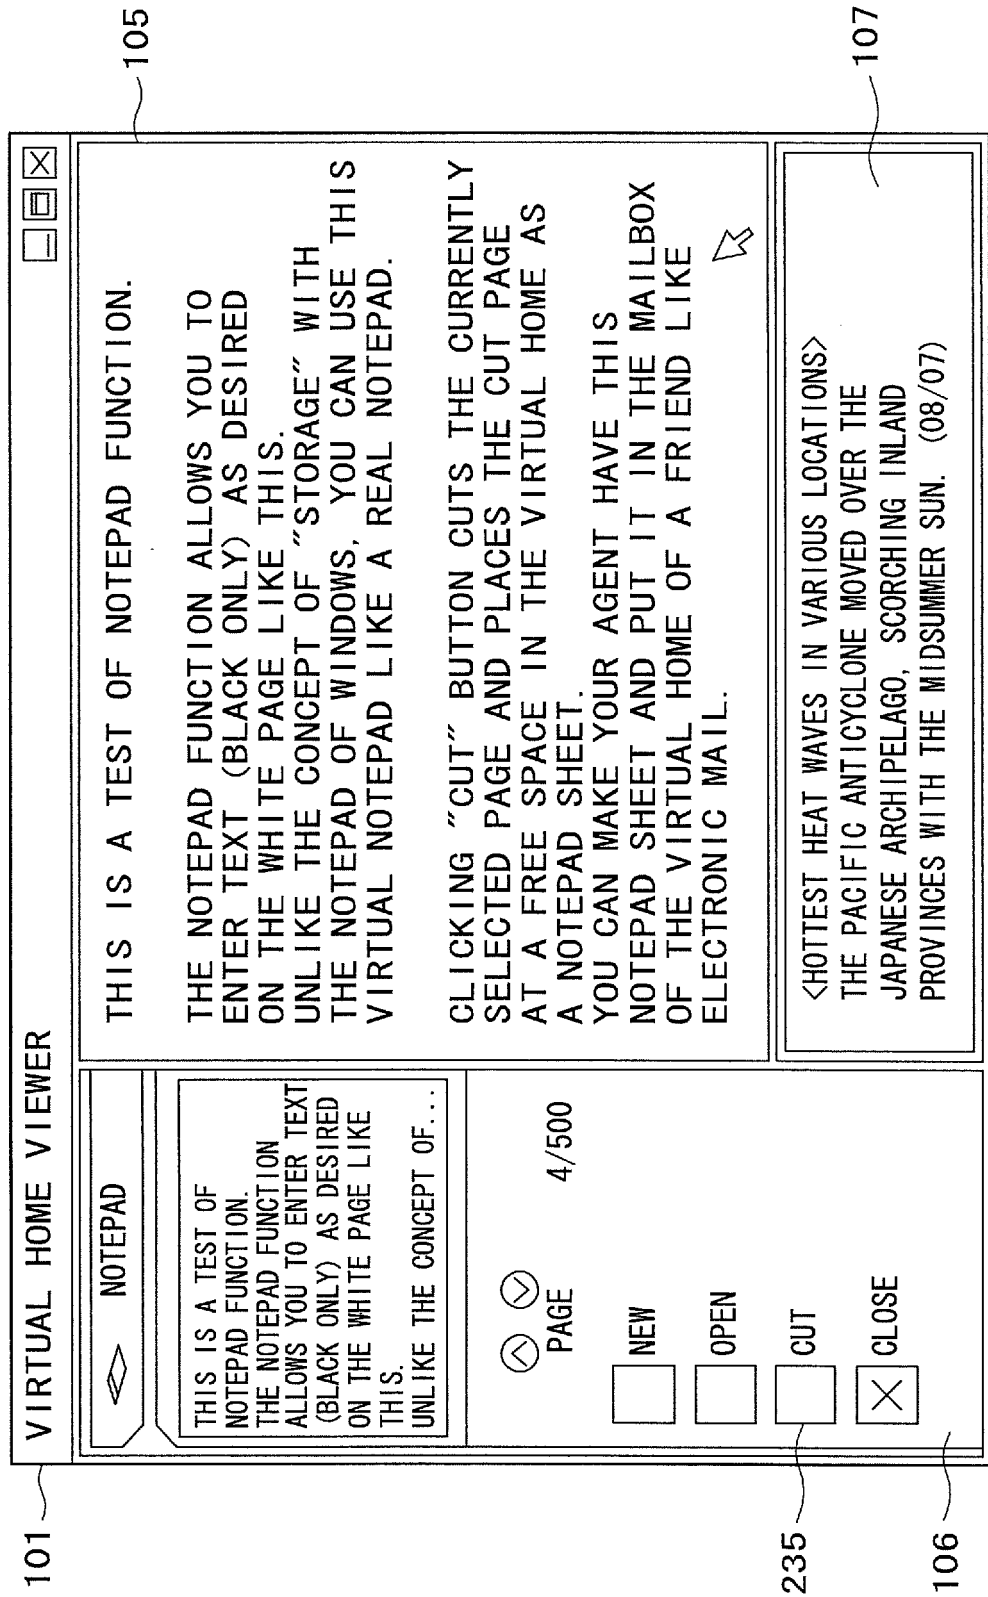 VIRTUAL HOME VIEWER
NOTEPAD
THIS IS A TEST OF
NOTEPAD FUNCTION.
THE NOTEPAD FUNCTION
ALLOWS YOU TO ENTER TEXT
(BLACK ONLY) AS DESIRED
ON THE WHITE PAGE LIKE
THIS.
UNLIKE THE CONCEPT OF...
PAGE 4/500
NEW
OPEN
CUT
CLOSE
THIS IS A TEST OF NOTEPAD FUNCTION.
THE NOTEPAD FUNCTION ALLOWS YOU TO
ENTER TEXT (BLACK ONLY) AS DESIRED
ON THE WHITE PAGE LIKE THIS.
UNLIKE THE CONCEPT OF "STORAGE" WITH
THE NOTEPAD OF WINDOWS, YOU CAN USE THIS
VIRTUAL NOTEPAD LIKE A REAL NOTEPAD.
CLICKING "CUT" BUTTON CUTS THE CURRENTLY
SELECTED PAGE AND PLACES THE CUT PAGE
AT A FREE SPACE IN THE VIRTUAL HOME AS
A NOTEPAD SHEET.
YOU CAN MAKE YOUR AGENT HAVE THIS
NOTEPAD SHEET AND PUT IT IN THE MAILBOX
OF THE VIRTUAL HOME OF A FRIEND LIKE
ELECTRONIC MAIL.
<HOTTEST HEAT WAVES IN VARIOUS LOCATIONS>
THE PACIFIC ANTICYCLONE MOVED OVER THE
JAPANESE ARCHIPELAGO, SCORCHING INLAND
PROVINCES WITH THE MIDSUMMER SUN. (08/07)
101
105
107
235
106